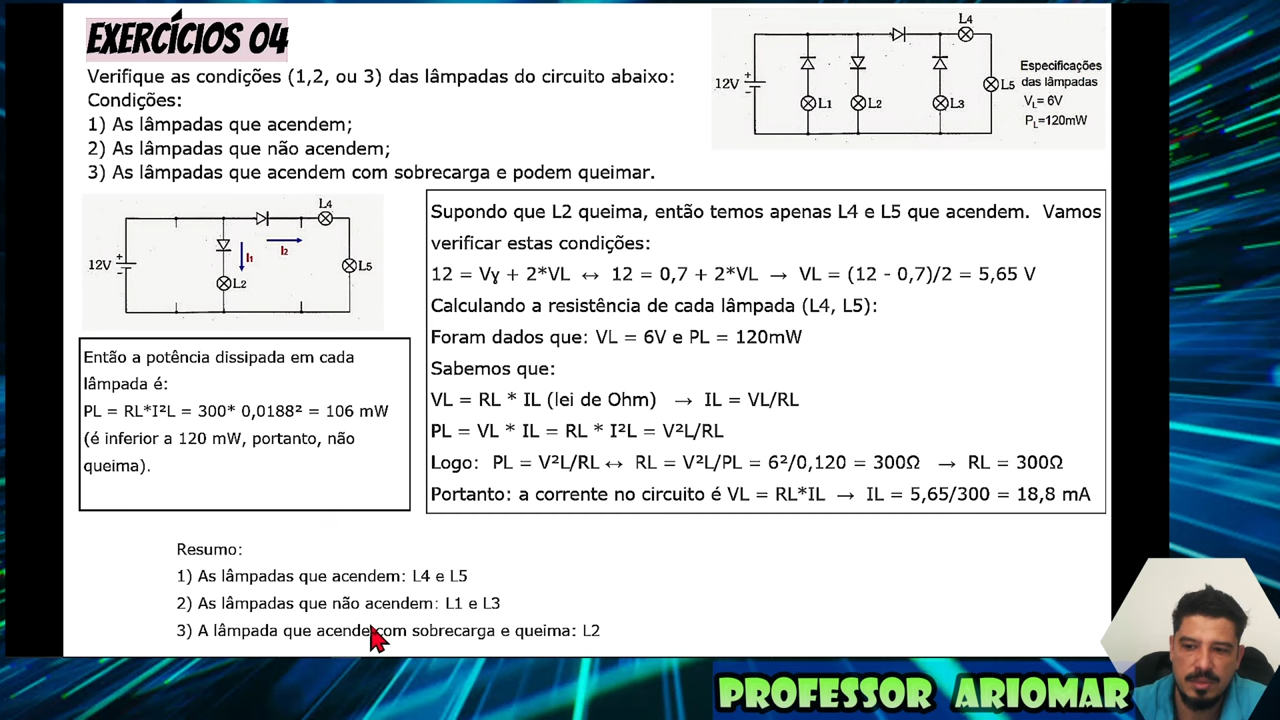 EXERCÍCIOS 04
Verifique as condições (1,2, ou 3) das lâmpadas do circuito abaixo:
Condições:
1) As lâmpadas que acendem;
2) As lâmpadas que não acendem;
3) As lâmpadas que acendem com sobrecarga e podem queimar.
L4
12V
+
-
L1
L2
L3
L5
Especificações
das lâmpadas
VL= 6V
PL=120mW
L4
12V
+
-
I1
I2
L2
L5
Supondo que L2 queima, então temos apenas L4 e L5 que acendem. Vamos
verificar estas condições:
12 = Vɣ + 2*VL ↔ 12 = 0,7 + 2*VL → VL = (12 - 0,7)/2 = 5,65 V
Calculando a resistência de cada lâmpada (L4, L5):
Foram dados que: VL = 6V e PL = 120mW
Sabemos que:
VL = RL * IL (lei de Ohm) → IL = VL/RL
PL = VL * IL = RL * I²L = V²L/RL
Logo: PL = V²L/RL ↔ RL = V²L/PL = 6²/0,120 = 300Ω → RL = 300Ω
Portanto: a corrente no circuito é VL = RL*IL → IL = 5,65/300 = 18,8 mA
Então a potência dissipada em cada
lâmpada é:
PL = RL*I²L = 300* 0,0188² = 106 mW
(é inferior a 120 mW, portanto, não
queima).
Resumo:
1) As lâmpadas que acendem: L4 e L5
2) As lâmpadas que não acendem: L1 e L3
3) A lâmpada que acende com sobrecarga e queima: L2
PROFESSOR ARIOMAR